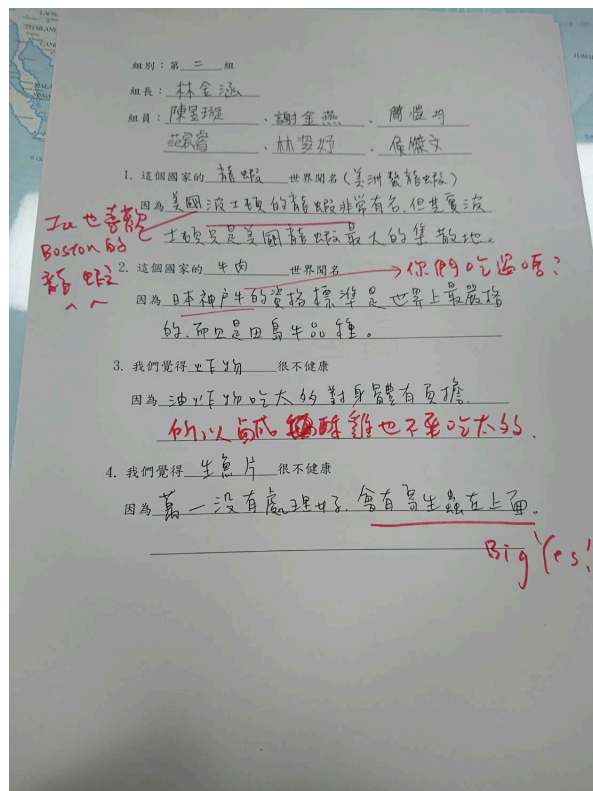 組別：第 二 組
組長：林金涵
組員：陳昱璇、謝金燕、簡愷均
范宸睿、林姿妤、侯傑文
1. 這個國家的 龍蝦 世界聞名(美洲螯龍蝦)
因為 美國波士頓的龍蝦非常有名,但其實波
士頓只是美國龍蝦最大的集散地。
也喜歡
Boston的
龍蝦
^ ^
2. 這個國家的 牛肉 世界聞名
你們吃過嗎?
因為 日本神戶牛的資格標準是世界上最嚴格
的,而且是田島牛品種。
3. 我們覺得 炸物 很不健康
因為 油炸物吃太多對身體有負擔.
所以鹹酥雞也不要吃太多.
4. 我們覺得 生魚片 很不健康
因為 萬一沒有處理好,會有寄生蟲在上面。
Big Yes!